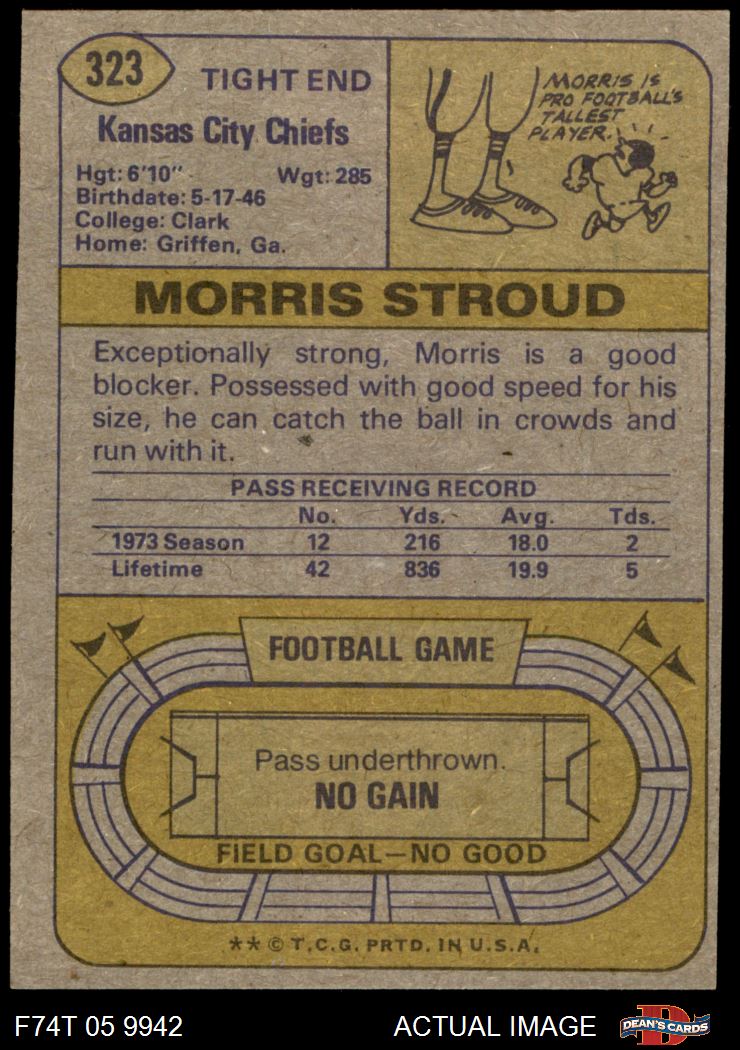 323
TIGHT END
Kansas City Chiefs
Hgt: 6'10" Wgt: 285
Birthdate: 5-17-46
College: Clark
Home: Griffen, Ga.
MORRIS IS
PRO FOOTBALL'S
TALLEST
PLAYER.
MORRIS STROUD
Exceptionally strong, Morris is a good
blocker. Possessed with good speed for his
size, he can catch the ball in crowds and
run with it.
PASS RECEIVING RECORD
No. Yds. Avg. Tds.
1973 Season 12 216 18.0 2
Lifetime 42 836 19.9 5
FOOTBALL GAME
Pass underthrown.
NO GAIN
FIELD GOAL—NO GOOD
** © T.C.G. PRTD. IN U.S.A.
F74T 05 9942 ACTUAL IMAGE D DEAN'S CARDS